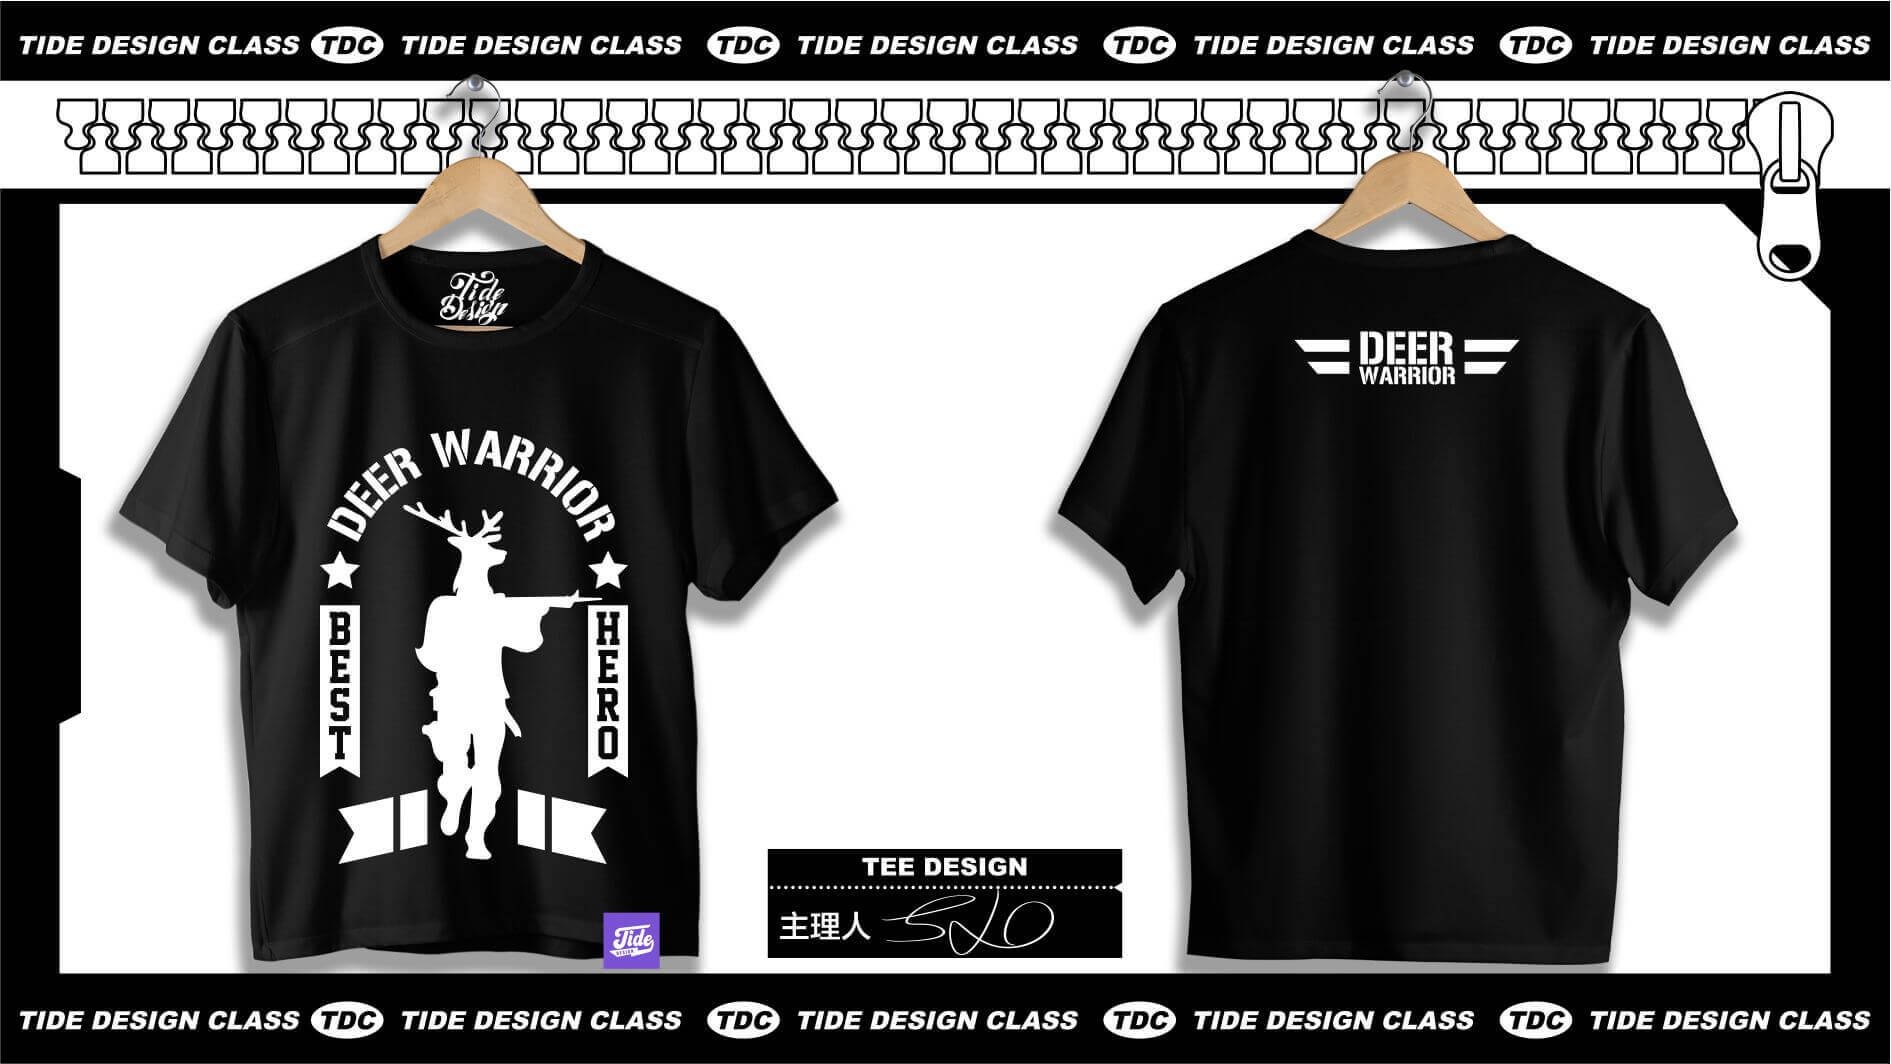 TIDE DESIGN CLASS TDC TIDE DESIGN CLASS TDC TIDE DESIGN CLASS TDC TIDE DESIGN CLASS TDC TIDE DESIGN CLASS
Tide
Design
DEER WARRIOR
BEST
HERO
Tide
DESIGN
DEER
WARRIOR
TEE DESIGN
主理人
TIDE DESIGN CLASS TDC TIDE DESIGN CLASS TDC TIDE DESIGN CLASS TDC TIDE DESIGN CLASS TDC TIDE DESIGN CLASS